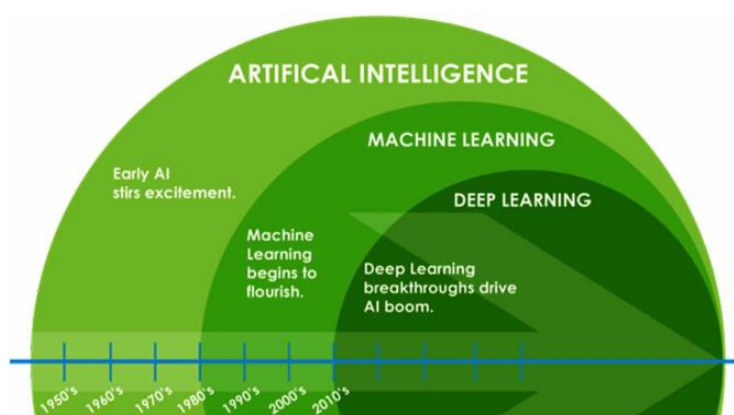 ARTIFICAL INTELLIGENCE
MACHINE LEARNING
Early AI
stirs excitement.
DEEP LEARNING
Machine
Learning
begins to
flourish.
Deep Learning
breakthroughs drive
AI boom.
1950's 1960's 1970's 1980's 1990's 2000's 2010's